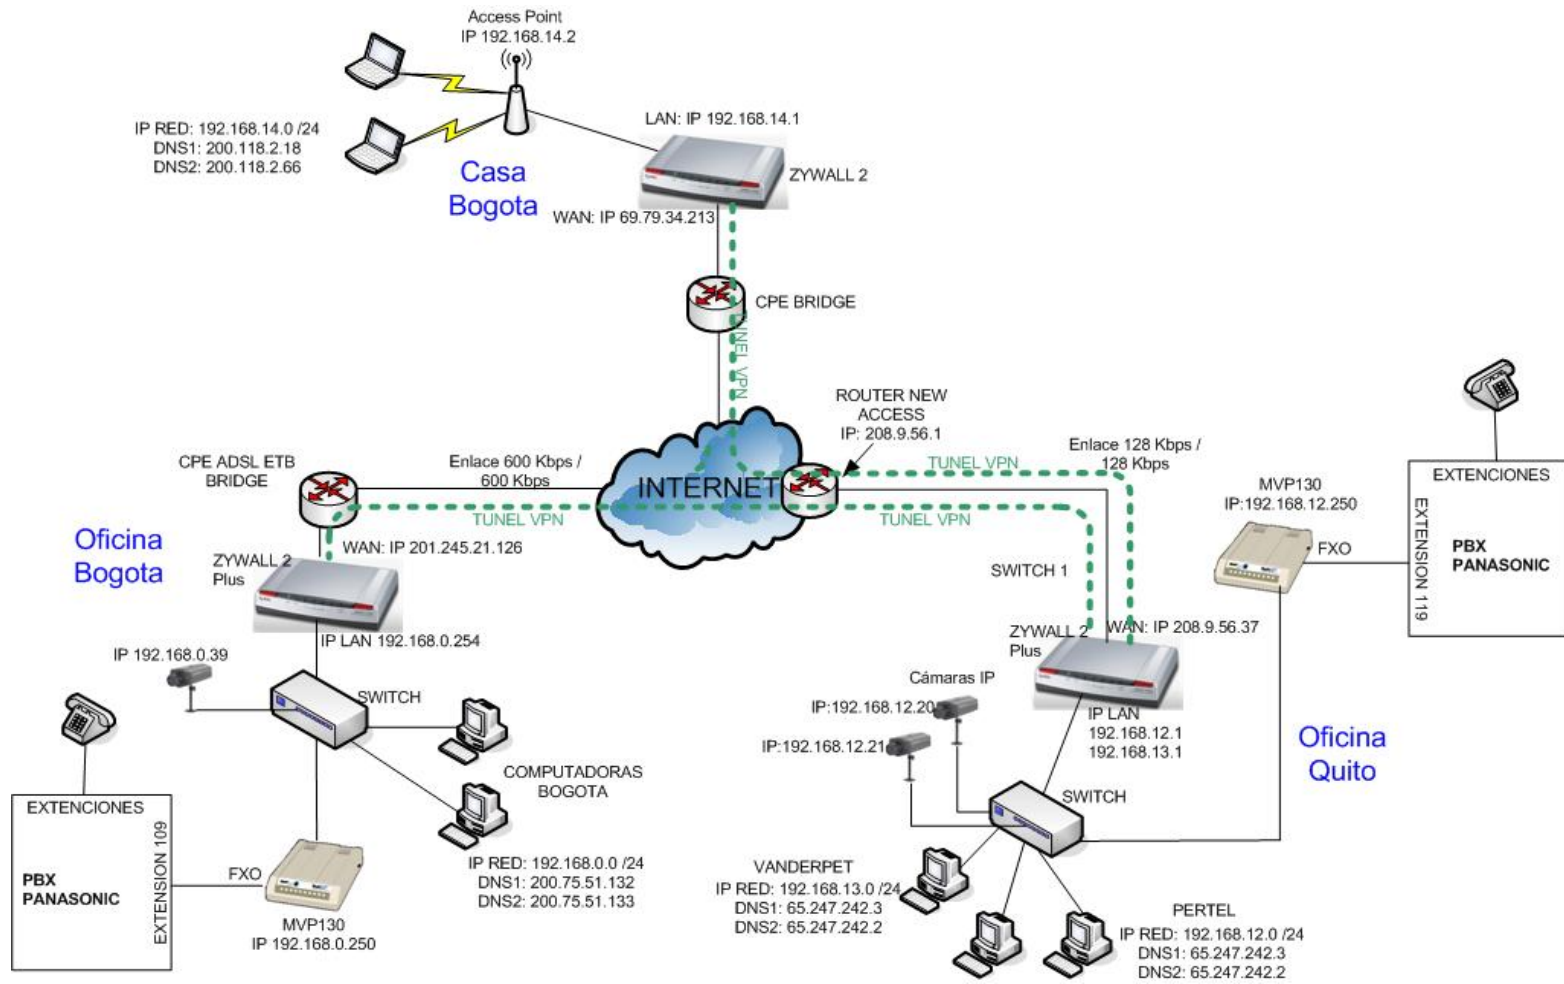 Access Point
IP 192.168.14.2
LAN: IP 192.168.14.1
IP RED: 192.168.14.0 /24
DNS1: 200.118.2.18
DNS2: 200.118.2.66
Casa
Bogota
ZYWALL 2
WAN: IP 69.79.34.213
CPE BRIDGE
TUNEL VPN
ROUTER NEW
ACCESS
IP: 208.9.56.1
CPE ADSL ETB
BRIDGE
Enlace 600 Kbps /
600 Kbps
INTERNET
TUNEL VPN
Enlace 128 Kbps /
128 Kbps
TUNEL VPN
TUNEL VPN
MVP130
IP:192.168.12.250
EXTENCIONES
EXTENSION 119
PBX
PANASONIC
FXO
Oficina
Bogota
WAN: IP 201.245.21.126
ZYWALL 2
Plus
IP LAN 192.168.0.254
SWITCH 1
ZYWALL 2
Plus
WAN: IP 208.9.56.37
IP 192.168.0.39
SWITCH
Cámaras IP
IP:192.168.12.20
IP:192.168.12.21
IP LAN
192.168.12.1
192.168.13.1
Oficina
Quito
SWITCH
COMPUTADORAS
BOGOTA
EXTENCIONES
EXTENSION 109
PBX
PANASONIC
FXO
MVP130
IP 192.168.0.250
IP RED: 192.168.0.0 /24
DNS1: 200.75.51.132
DNS2: 200.75.51.133
VANDERPET
IP RED: 192.168.13.0 /24
DNS1: 65.247.242.3
DNS2: 65.247.242.2
PERTEL
IP RED: 192.168.12.0 /24
DNS1: 65.247.242.3
DNS2: 65.247.242.2